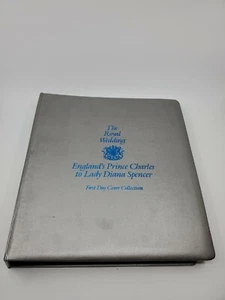 The
Royal
Wedding
England's Prince Charles
to Lady Diana Spencer
First Day Cover Collection